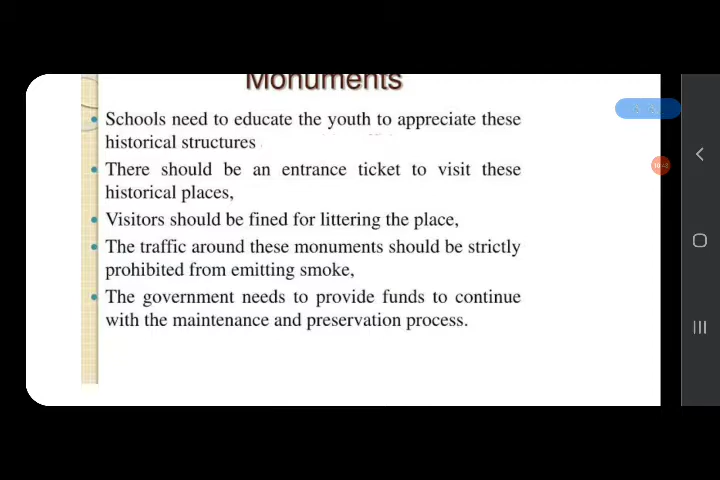 Monuments
Schools need to educate the youth to appreciate these
historical structures
There should be an entrance ticket to visit these
historical places,
Visitors should be fined for littering the place,
The traffic around these monuments should be strictly
prohibited from emitting smoke,
The government needs to provide funds to continue
with the maintenance and preservation process.